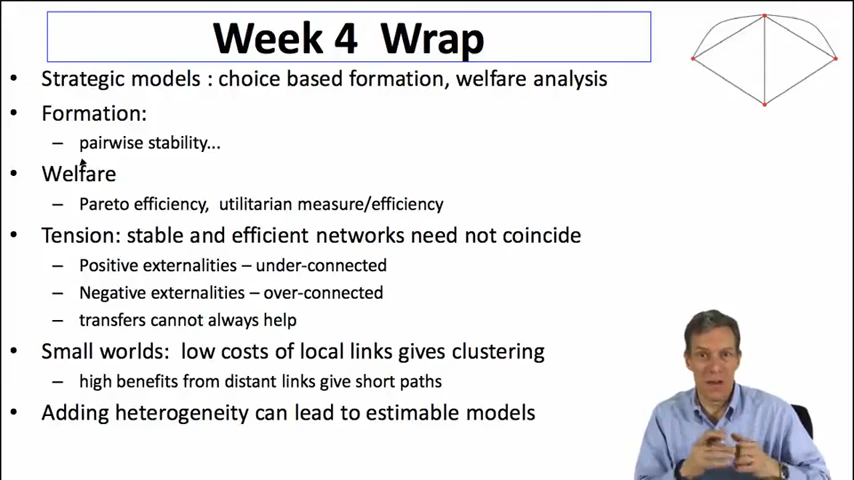 Week 4 Wrap
• Strategic models : choice based formation, welfare analysis
• Formation:
– pairwise stability...
• Welfare
– Pareto efficiency, utilitarian measure/efficiency
• Tension: stable and efficient networks need not coincide
– Positive externalities – under-connected
– Negative externalities – over-connected
– transfers cannot always help
• Small worlds: low costs of local links gives clustering
– high benefits from distant links give short paths
• Adding heterogeneity can lead to estimable models